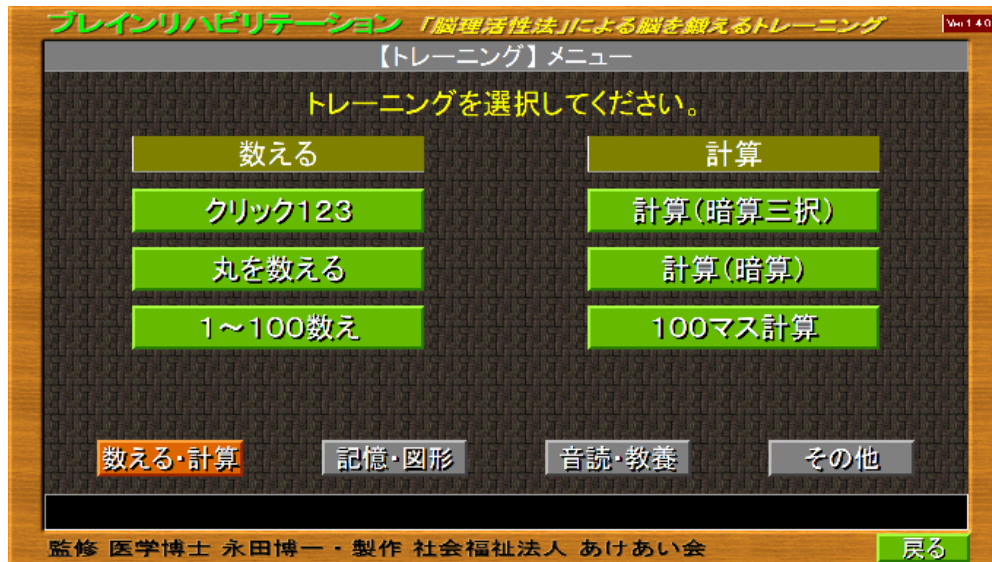 ブレインリハビリテーション 「脳理活性法」による脳を鍛えるトレーニング Ver 1.4.0
【トレーニング】メニュー
トレーニングを選択してください。
数える 計算
クリック123 計算(暗算三択)
丸を数える 計算(暗算)
1～100数え 100マス計算
数える・計算 記憶・図形 音読・教養 その他
監修 医学博士 永田博一・製作 社会福祉法人 あけあい会 戻る